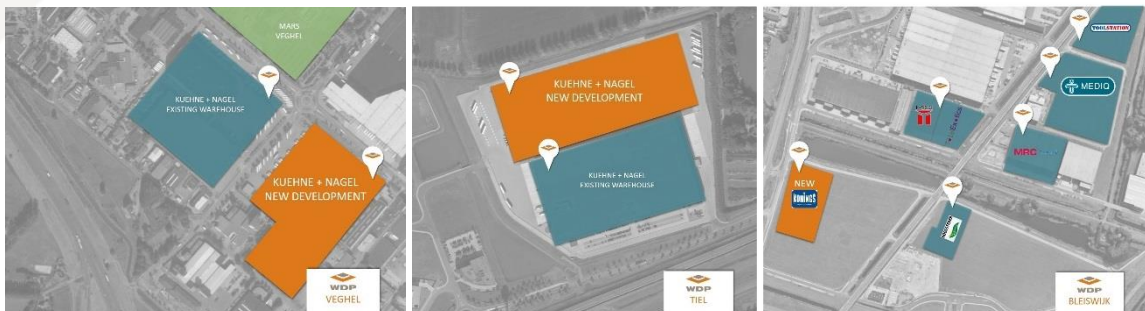 MARS
VEGHEL
KUEHNE + NAGEL
EXISTING WAREHOUSE
KUEHNE + NAGEL
NEW DEVELOPMENT
WDP
VEGHEL
KUEHNE + NAGEL
NEW DEVELOPMENT
KUEHNE + NAGEL
EXISTING WAREHOUSE
WDP
TIEL
TOOLSTATION
MEDIQ
MRC
NEW
KONINGS
WDP
BLEISWIJK